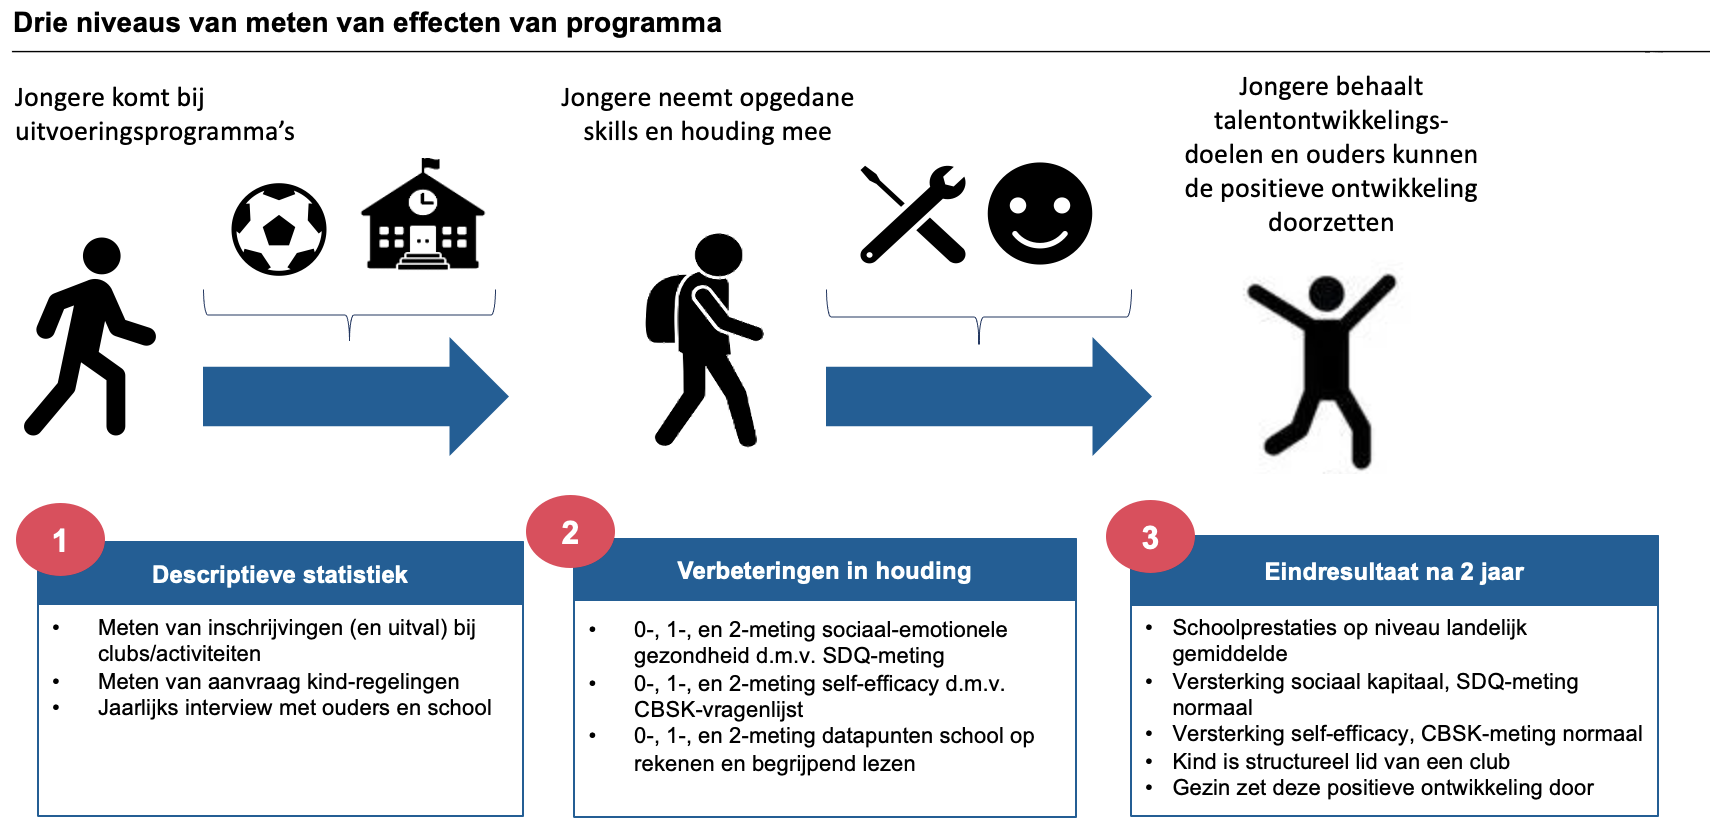 Drie niveaus van meten van effecten van programma
Jongere komt bij
uitvoeringsprogramma’s
Jongere neemt opgedane
skills en houding mee
Jongere behaalt
talentontwikkelings-
doelen en ouders kunnen
de positieve ontwikkeling
doorzetten
1
Descriptieve statistiek
• Meten van inschrijvingen (en uitval) bij
clubs/activiteiten
• Meten van aanvraag kind-regelingen
• Jaarlijks interview met ouders en school
2
Verbeteringen in houding
• 0-, 1-, en 2-meting sociaal-emotionele
gezondheid d.m.v. SDQ-meting
• 0-, 1-, en 2-meting self-efficacy d.m.v.
CBSK-vragenlijst
• 0-, 1-, en 2-meting datapunten school op
rekenen en begrijpend lezen
3
Eindresultaat na 2 jaar
• Schoolprestaties op niveau landelijk
gemiddelde
• Versterking sociaal kapitaal, SDQ-meting
normaal
• Versterking self-efficacy, CBSK-meting normaal
• Kind is structureel lid van een club
• Gezin zet deze positieve ontwikkeling door